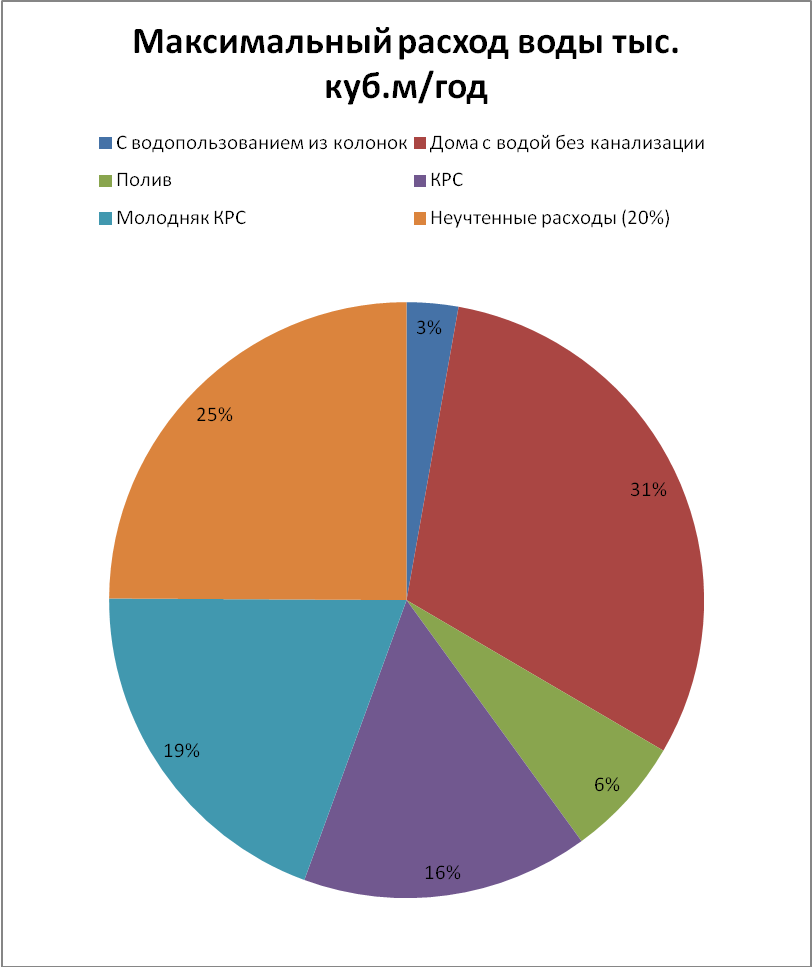 Максимальный расход воды тыс.
куб.м/год
С водопользованием из колонок
Дома с водой без канализации
Полив
КРС
Молодняк КРС
Неучтенные расходы (20%)
3%
25%
31%
19%
6%
16%